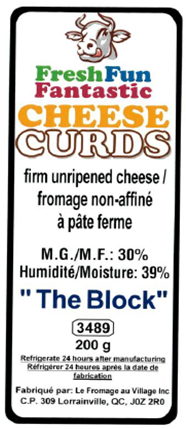 FreshFun
Fantastic
CHEESE
CURDS
firm unripened cheese /
fromage non-affiné
à pâte ferme
M.G./M.F.: 30%
Humidité/Moisture: 39%
" The Block"
3489
200 g
Refrigerate 24 hours after manufacturing
Réfrigérer 24 heures après la date de
fabrication
Fabriqué par: Le Fromage au Village Inc
C.P. 309 Lorrainville, QC, J0Z 2R0